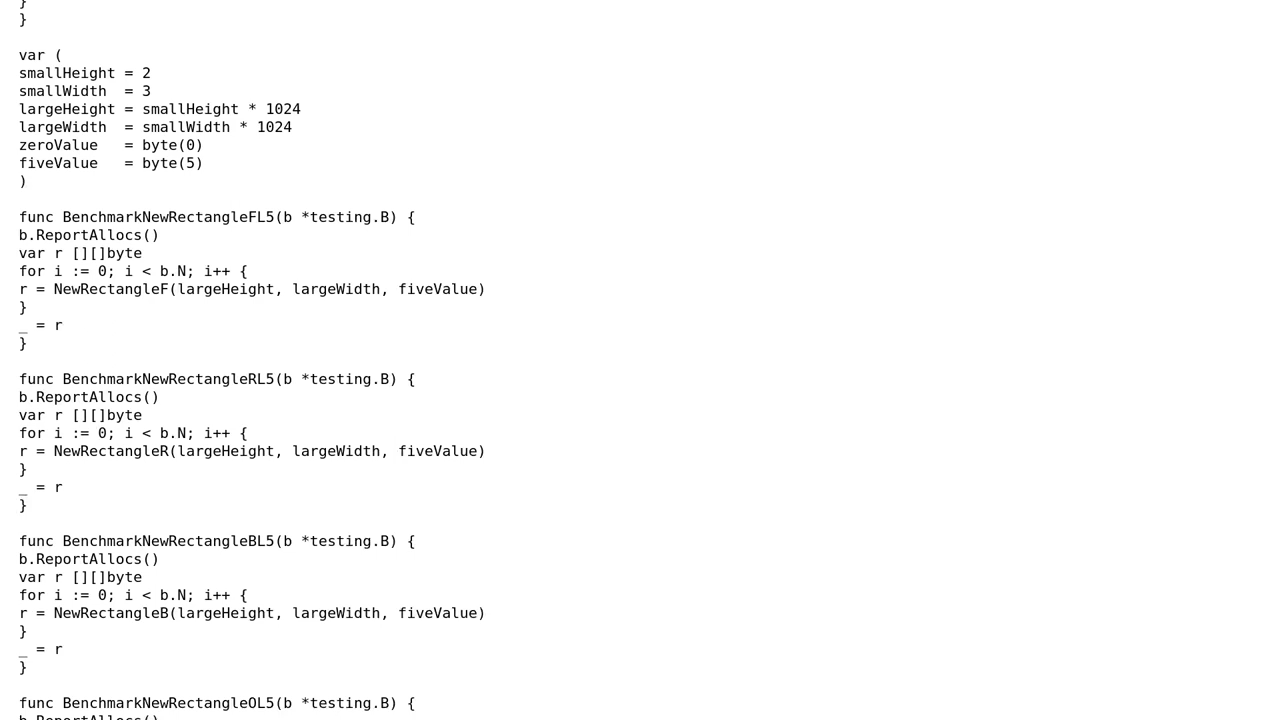 }
}

var (
smallHeight = 2
smallWidth  = 3
largeHeight = smallHeight * 1024
largeWidth  = smallWidth * 1024
zeroValue   = byte(0)
fiveValue   = byte(5)
)

func BenchmarkNewRectangleFL5(b *testing.B) {
b.ReportAllocs()
var r [][]byte
for i := 0; i < b.N; i++ {
r = NewRectangleF(largeHeight, largeWidth, fiveValue)
}
_ = r
}

func BenchmarkNewRectangleRL5(b *testing.B) {
b.ReportAllocs()
var r [][]byte
for i := 0; i < b.N; i++ {
r = NewRectangleR(largeHeight, largeWidth, fiveValue)
}
_ = r
}

func BenchmarkNewRectangleBL5(b *testing.B) {
b.ReportAllocs()
var r [][]byte
for i := 0; i < b.N; i++ {
r = NewRectangleB(largeHeight, largeWidth, fiveValue)
}
_ = r
}

func BenchmarkNewRectangleOL5(b *testing.B) {
b.ReportAllocs()